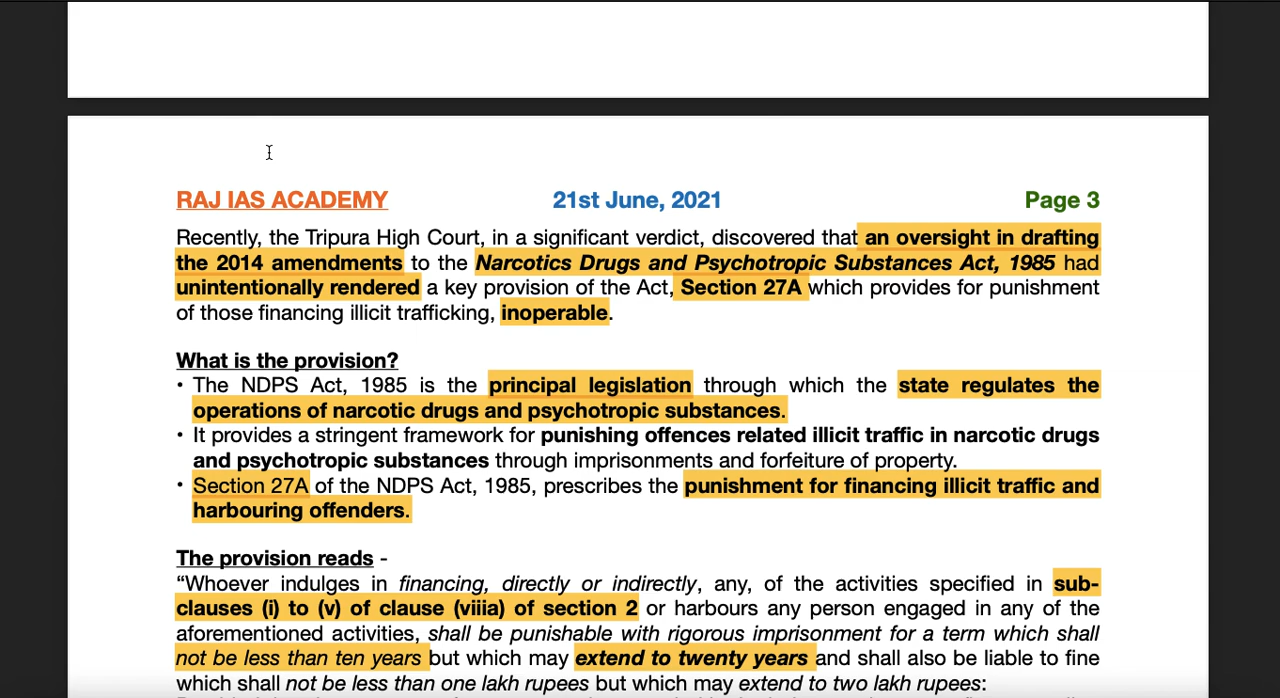 RAJ IAS ACADEMY 21st June, 2021 Page 3
Recently, the Tripura High Court, in a significant verdict, discovered that an oversight in drafting
the 2014 amendments to the Narcotics Drugs and Psychotropic Substances Act, 1985 had
unintentionally rendered a key provision of the Act, Section 27A which provides for punishment
of those financing illicit trafficking, inoperable.
What is the provision?
• The NDPS Act, 1985 is the principal legislation through which the state regulates the
operations of narcotic drugs and psychotropic substances.
• It provides a stringent framework for punishing offences related illicit traffic in narcotic drugs
and psychotropic substances through imprisonments and forfeiture of property.
• Section 27A of the NDPS Act, 1985, prescribes the punishment for financing illicit traffic and
harbouring offenders.
The provision reads -
“Whoever indulges in financing, directly or indirectly, any, of the activities specified in sub-
clauses (i) to (v) of clause (viiia) of section 2 or harbours any person engaged in any of the
aforementioned activities, shall be punishable with rigorous imprisonment for a term which shall
not be less than ten years but which may extend to twenty years and shall also be liable to fine
which shall not be less than one lakh rupees but which may extend to two lakh rupees: